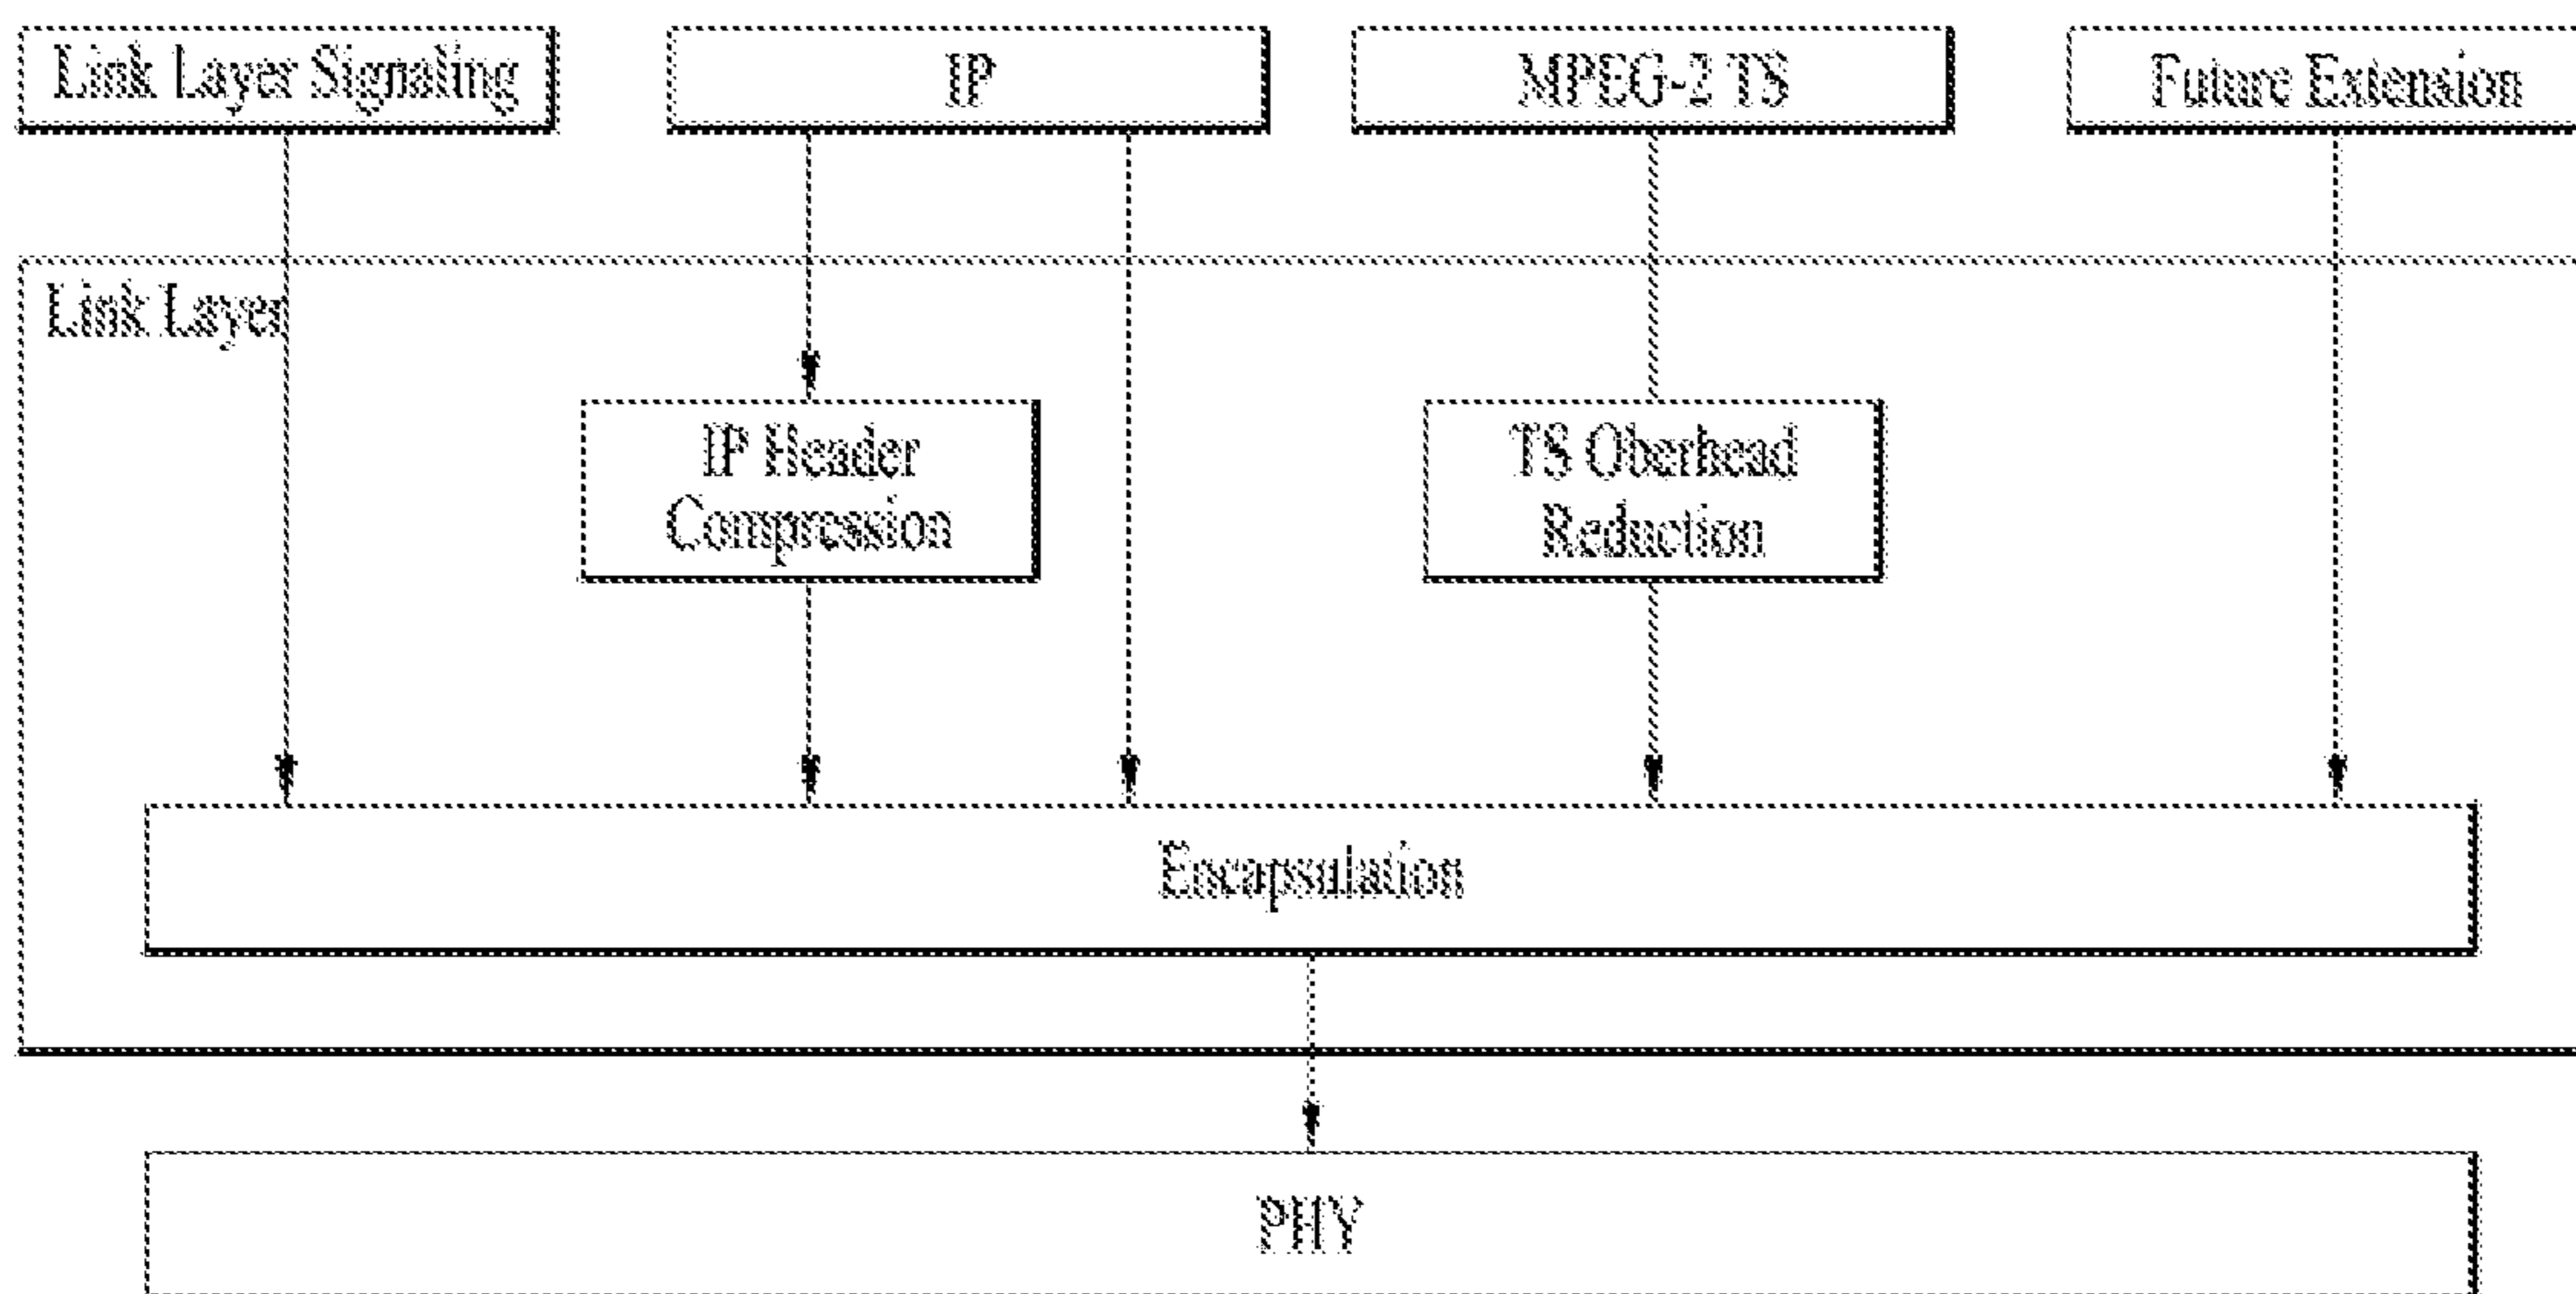 Link Layer Signaling
IP
MPEG-2 TS
Future Extension
Link Layer
IP Header
Compression
TS Oberhead
Reduction
Encapsulation
PHY